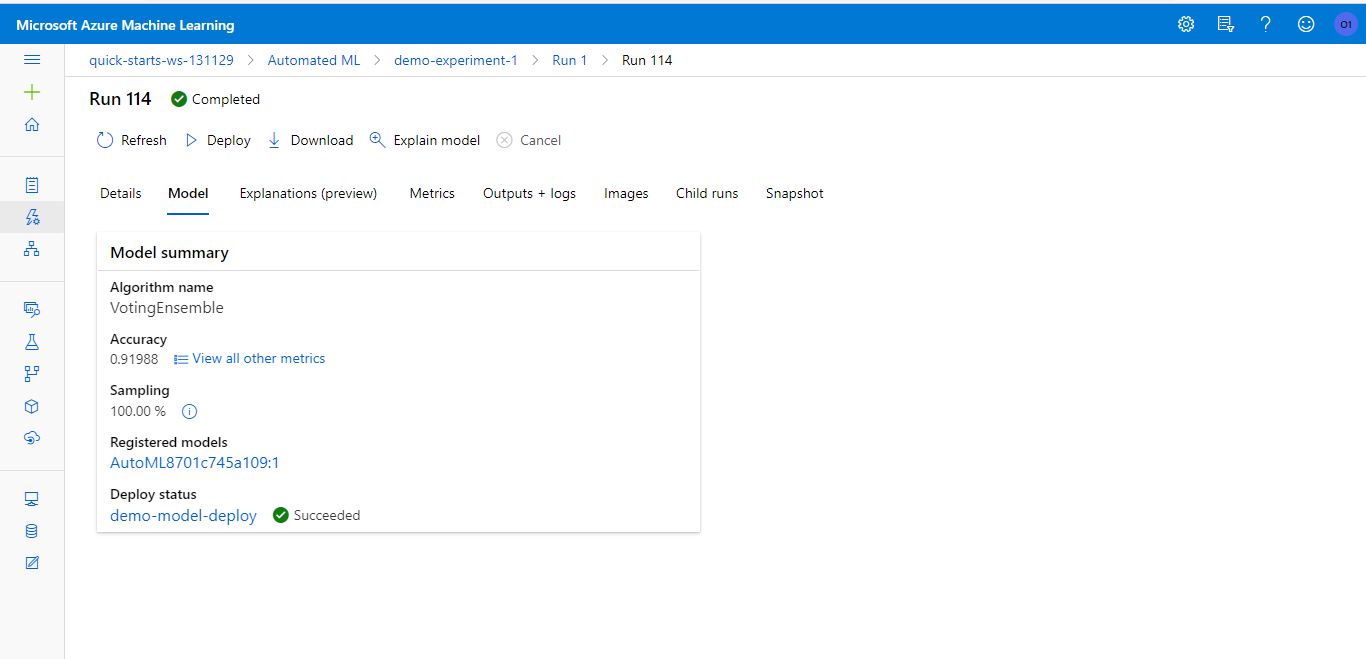 Microsoft Azure Machine Learning
O1
quick-starts-ws-131129 > Automated ML > demo-experiment-1 > Run 1 > Run 114
Run 114 Completed
Refresh Deploy Download Explain model Cancel
Details Model Explanations (preview) Metrics Outputs + logs Images Child runs Snapshot
Model summary
Algorithm name
VotingEnsemble
Accuracy
0.91988 View all other metrics
Sampling
100.00 %
Registered models
AutoML8701c745a109:1
Deploy status
demo-model-deploy Succeeded